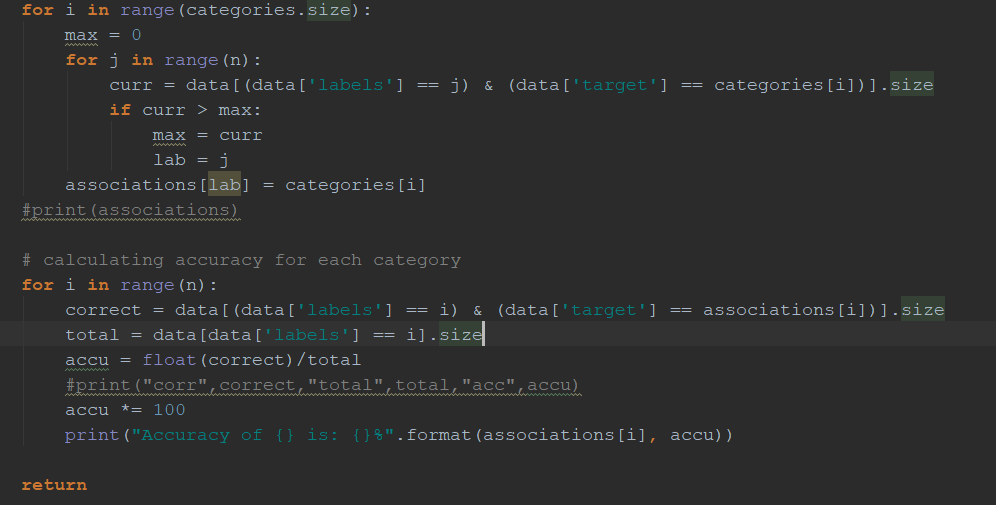 for i in range(categories.size):
    max = 0
    for j in range(n):
        curr = data[(data['labels'] == j) & (data['target'] == categories[i])].size
        if curr > max:
            max = curr
            lab = j
    associations[lab] = categories[i]
#print(associations)

# calculating accuracy for each category
for i in range(n):
    correct = data[(data['labels'] == i) & (data['target'] == associations[i])].size
    total = data[data['labels'] == i].size
    accu = float(correct)/total
    #print("corr",correct,"total",total,"acc",accu)
    accu *= 100
    print("Accuracy of {} is: {}%".format(associations[i], accu))

return